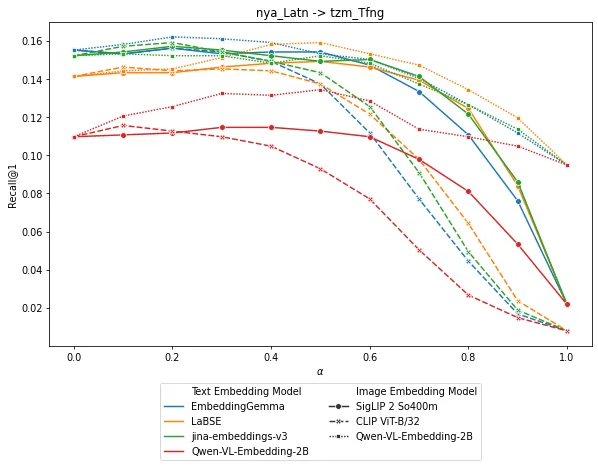 nya_Latn -> tzm_Tfng
Recall@1
0.16
0.14
0.12
0.10
0.08
0.06
0.04
0.02
0.0 0.2 0.4 0.6 0.8 1.0
α
Text Embedding Model
EmbeddingGemma
LaBSE
jina-embeddings-v3
Qwen-VL-Embedding-2B
Image Embedding Model
SigLIP 2 So400m
CLIP ViT-B/32
Qwen-VL-Embedding-2B